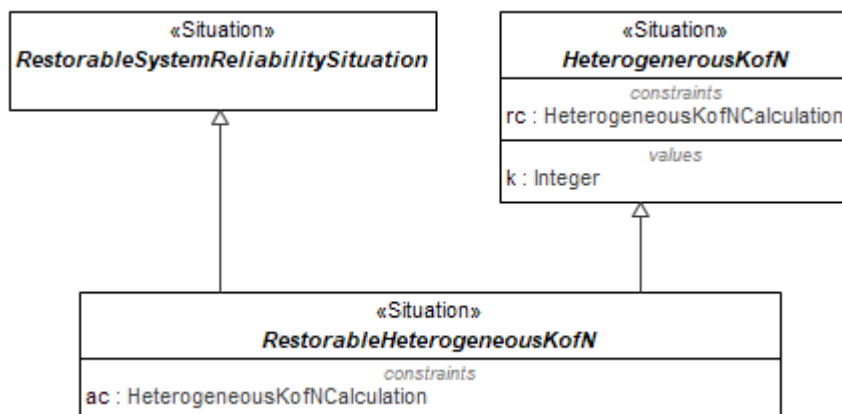 «Situation»
RestorableSystemReliabilitySituation
«Situation»
HeterogenerousKofN
constraints
rc : HeterogeneousKofNCalculation
values
k : Integer
«Situation»
RestorableHeterogeneousKofN
constraints
ac : HeterogeneousKofNCalculation